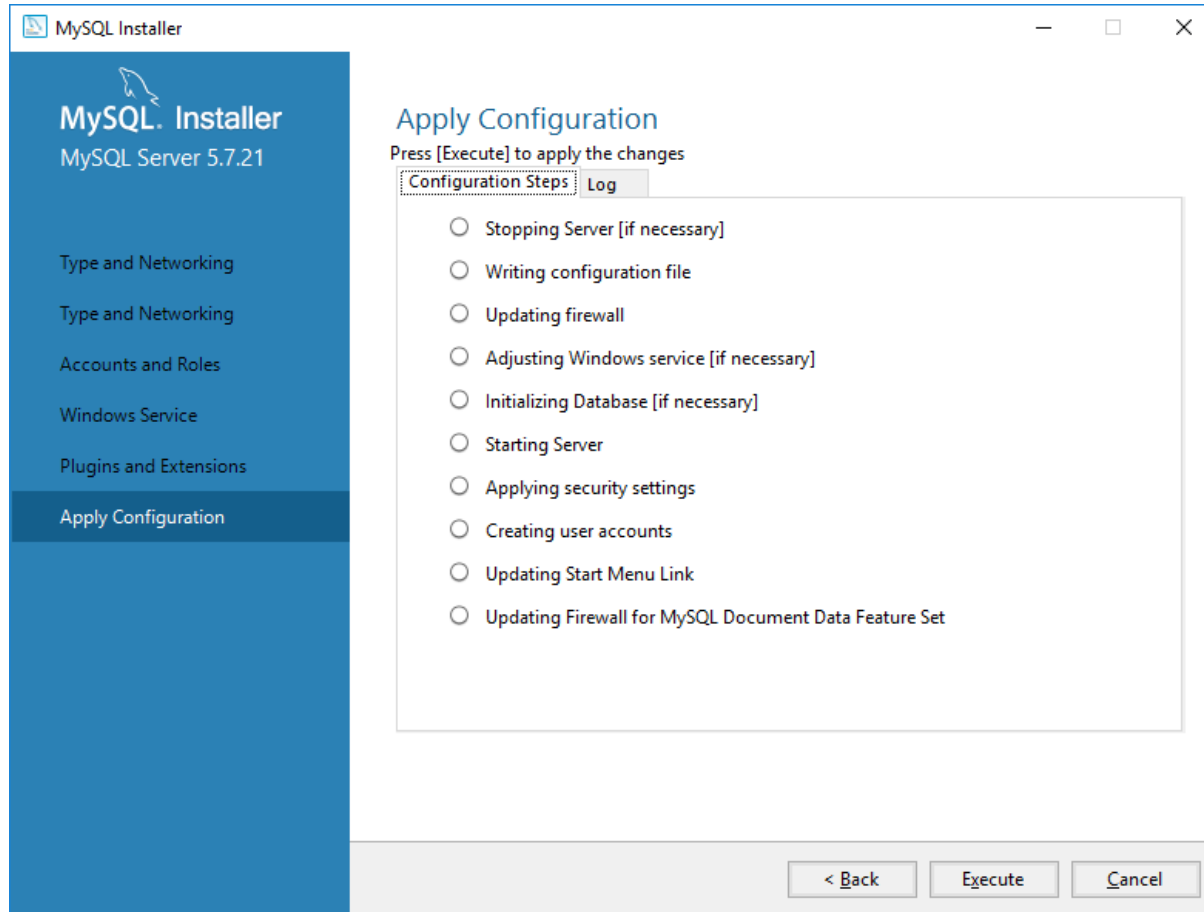 MySQL Installer
MySQL. Installer
MySQL Server 5.7.21
Type and Networking
Type and Networking
Accounts and Roles
Windows Service
Plugins and Extensions
Apply Configuration
Apply Configuration
Press [Execute] to apply the changes
Configuration Steps Log
Stopping Server [if necessary]
Writing configuration file
Updating firewall
Adjusting Windows service [if necessary]
Initializing Database [if necessary]
Starting Server
Applying security settings
Creating user accounts
Updating Start Menu Link
Updating Firewall for MySQL Document Data Feature Set
< Back Execute Cancel